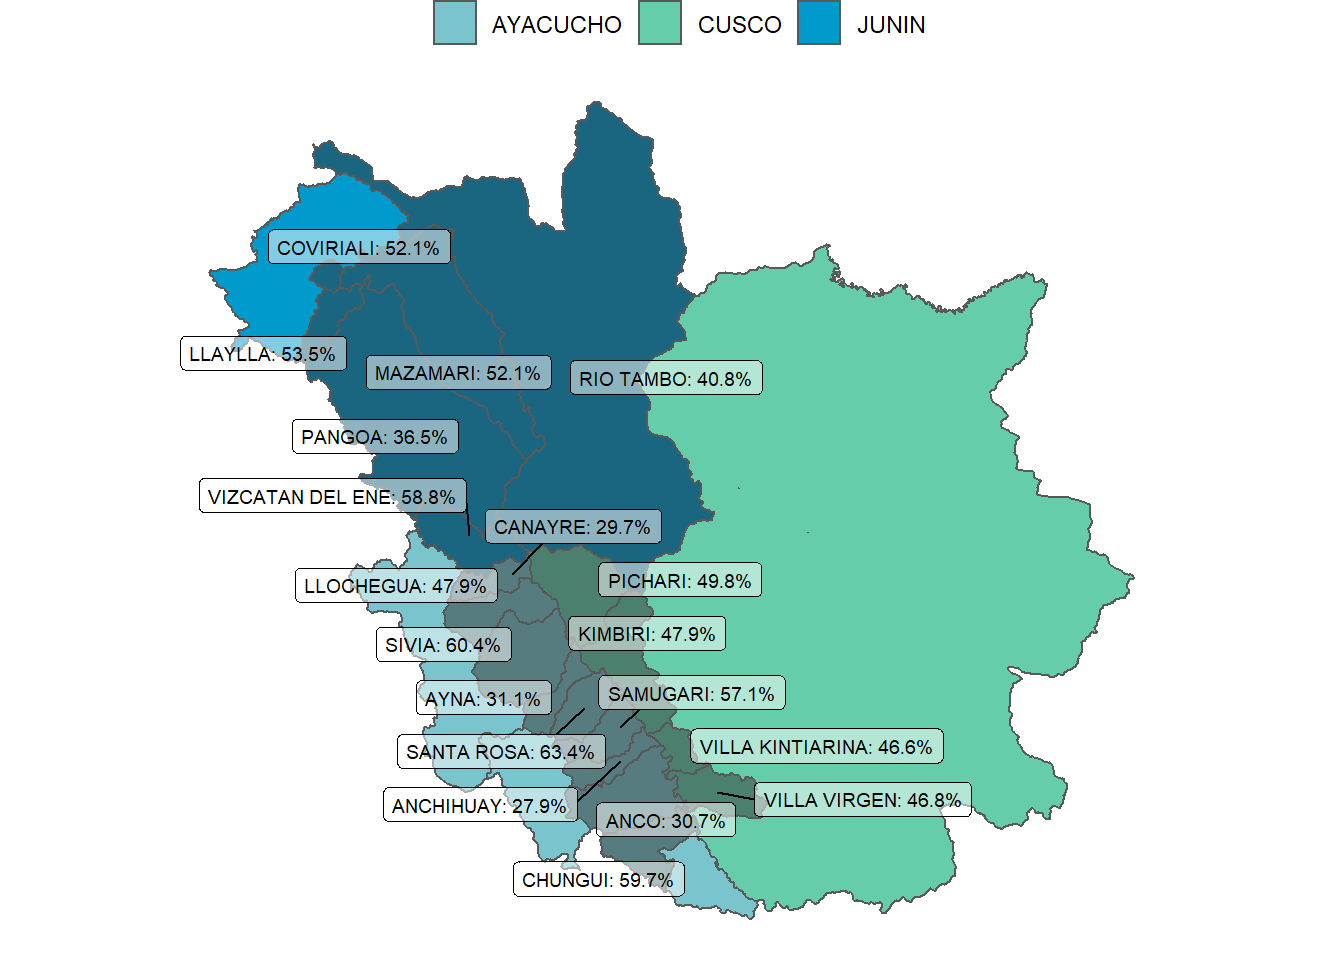 AYACUCHO CUSCO JUNIN
COVIRIALI: 52.1%
LLAYLLA: 53.5%
MAZAMARI: 52.1%
RIO TAMBO: 40.8%
PANGOA: 36.5%
VIZCATAN DEL ENE: 58.8%
CANAYRE: 29.7%
LLOCHEGUA: 47.9%
PICHARI: 49.8%
SIVIA: 60.4%
KIMBIRI: 47.9%
AYNA: 31.1%
SAMUGARI: 57.1%
SANTA ROSA: 63.4%
VILLA KINTIARINA: 46.6%
ANCHIHUAY: 27.9%
VILLA VIRGEN: 46.8%
ANCO: 30.7%
CHUNGUI: 59.7%